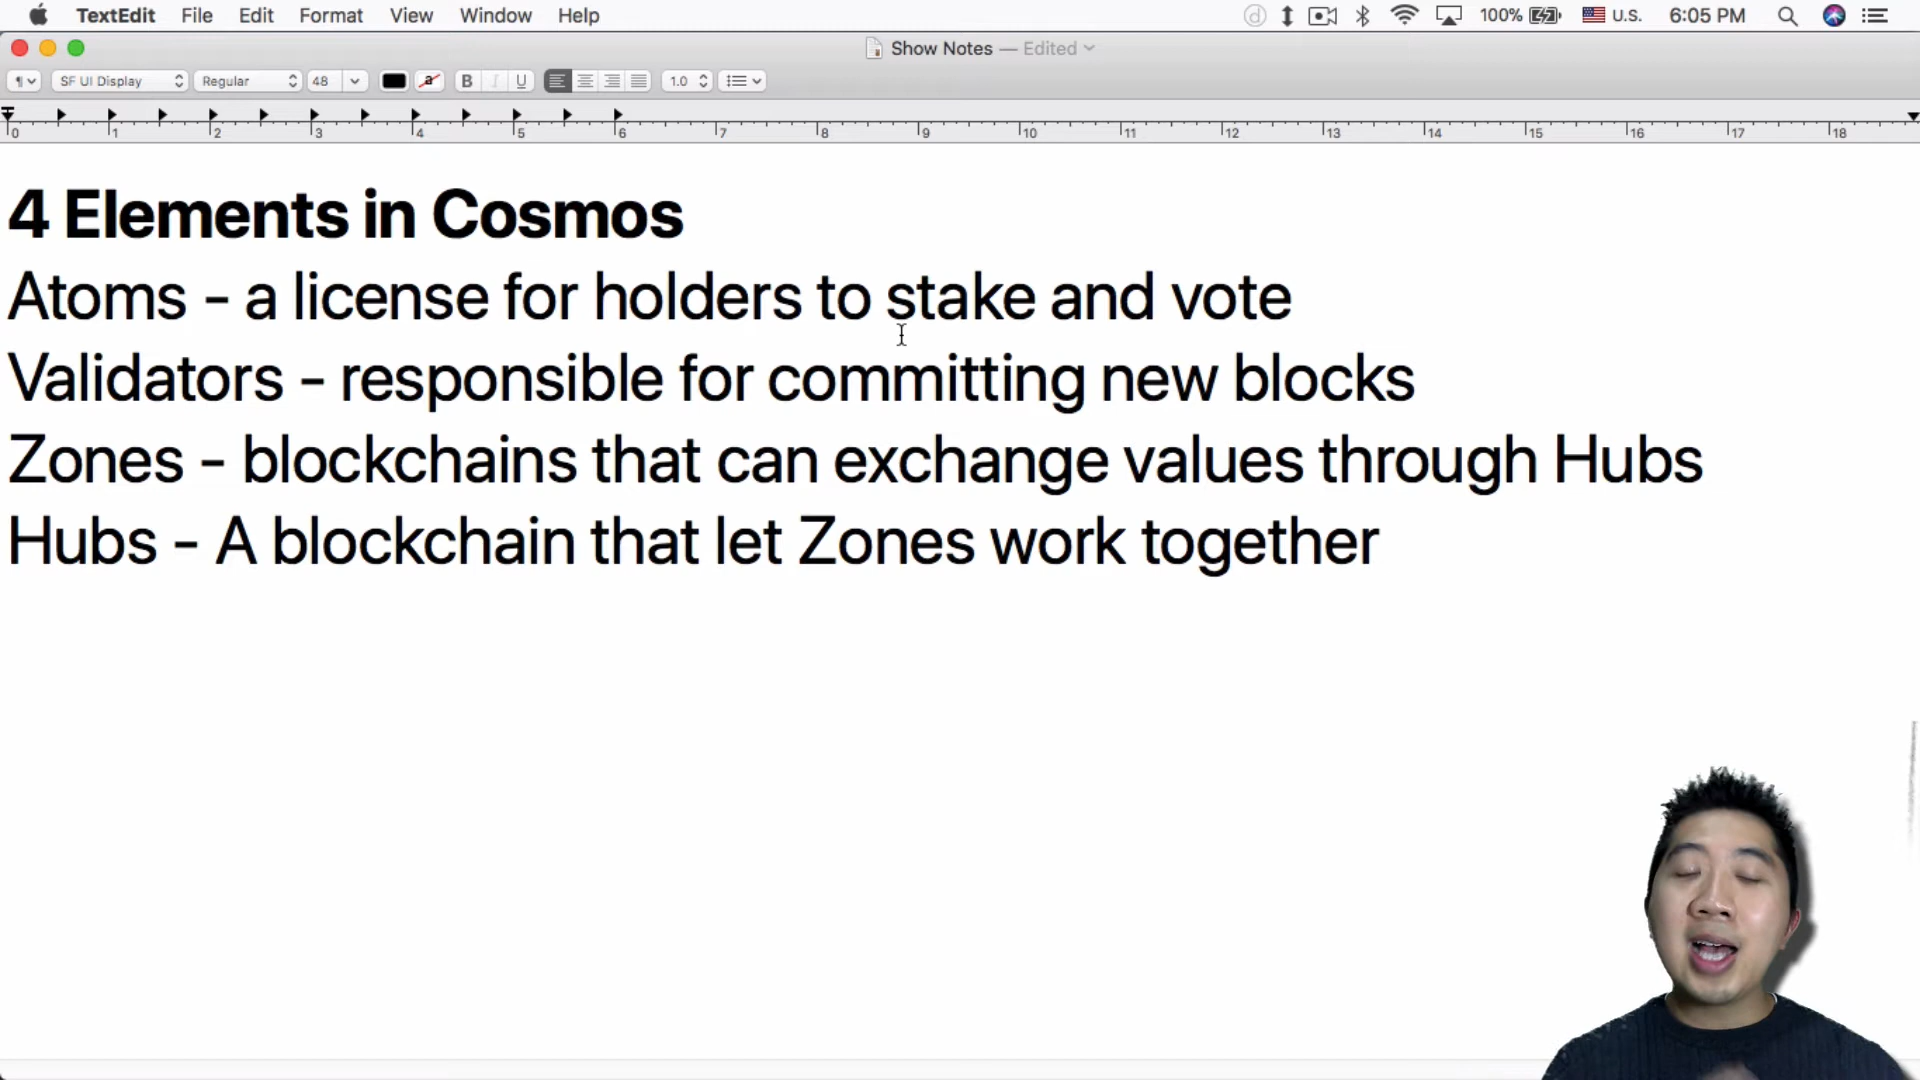 TextEdit File Edit Format View Window Help 100% U.S. 6:05 PM
Show Notes — Edited
¶ SF UI Display Regular 48 a B I U 1.0
0 1 2 3 4 5 6 7 8 9 10 11 12 13 14 15 16 17 18
4 Elements in Cosmos
Atoms - a license for holders to stake and vote
Validators - responsible for committing new blocks
Zones - blockchains that can exchange values through Hubs
Hubs - A blockchain that let Zones work together